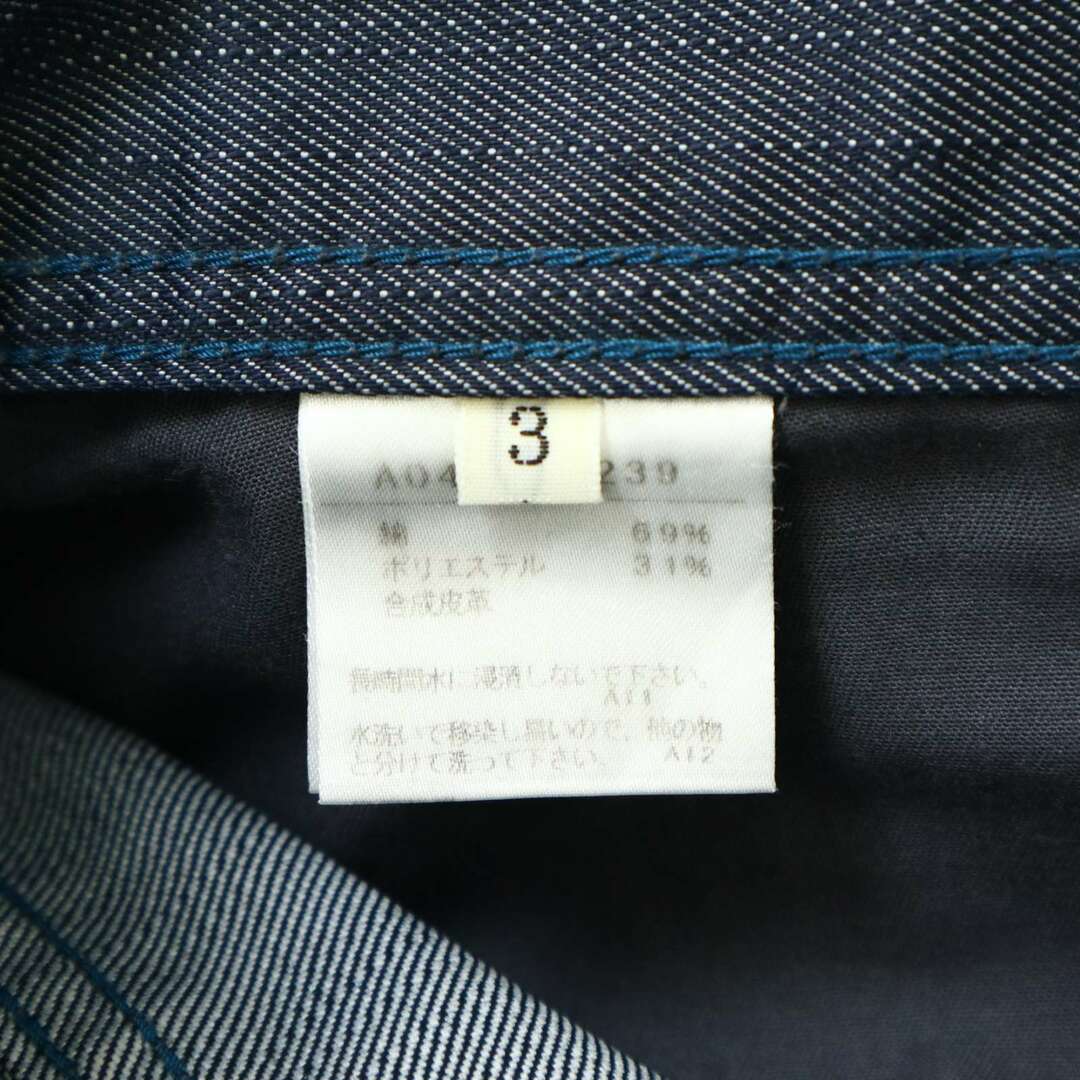 3
A04 239
綿 69%
ポリエステル 31%
合成皮革
長時間水に浸漬しないで下さい。
A11
水洗いで移染し易いので、他の物
と分けて洗って下さい。 A12